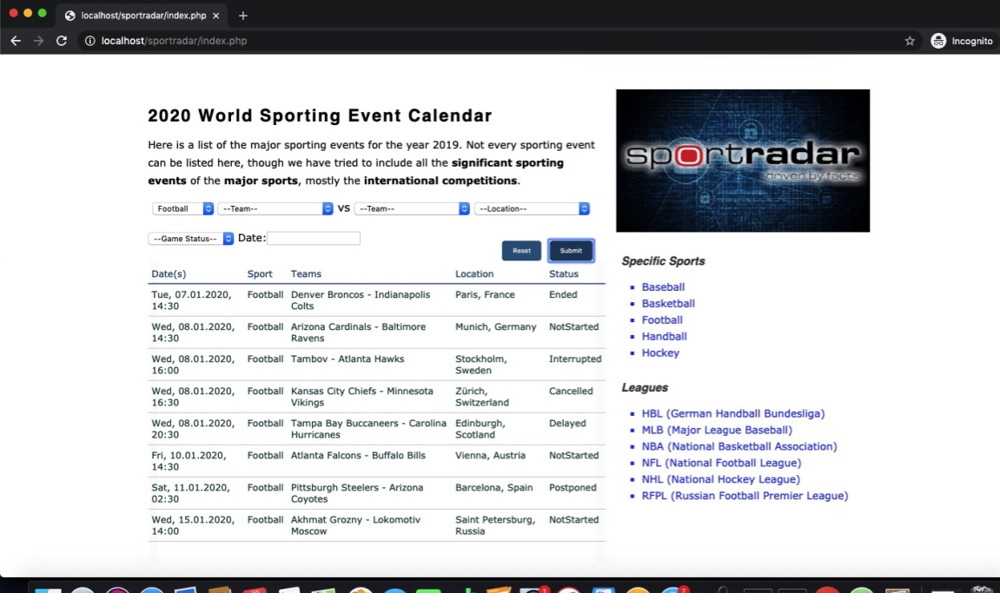 localhost/sportradar/index.php
localhost/sportradar/index.php
Incognito
2020 World Sporting Event Calendar
Here is a list of the major sporting events for the year 2019. Not every sporting event
can be listed here, though we have tried to include all the significant sporting
events of the major sports, mostly the international competitions.
Football --Team-- VS --Team-- --Location--
--Game Status-- Date:
Reset Submit
Date(s) Sport Teams Location Status
Tue, 07.01.2020, Football Denver Broncos - Indianapolis Paris, France Ended
14:30 Colts
Wed, 08.01.2020, Football Arizona Cardinals - Baltimore Munich, Germany NotStarted
14:30 Ravens
Wed, 08.01.2020, Football Tambov - Atlanta Hawks Stockholm, Interrupted
16:00 Sweden
Wed, 08.01.2020, Football Kansas City Chiefs - Minnesota Zürich, Cancelled
16:30 Vikings Switzerland
Wed, 08.01.2020, Football Tampa Bay Buccaneers - Carolina Edinburgh, Delayed
20:30 Hurricanes Scotland
Fri, 10.01.2020, Football Atlanta Falcons - Buffalo Bills Vienna, Austria NotStarted
14:30
Sat, 11.01.2020, Football Pittsburgh Steelers - Arizona Barcelona, Spain Postponed
02:30 Coyotes
Wed, 15.01.2020, Football Akhmat Grozny - Lokomotiv Saint Petersburg, NotStarted
14:00 Moscow Russia
sportradar
driven by facts
Specific Sports
Baseball
Basketball
Football
Handball
Hockey
Leagues
HBL (German Handball Bundesliga)
MLB (Major League Baseball)
NBA (National Basketball Association)
NFL (National Football League)
NHL (National Hockey League)
RFPL (Russian Football Premier League)
1
7